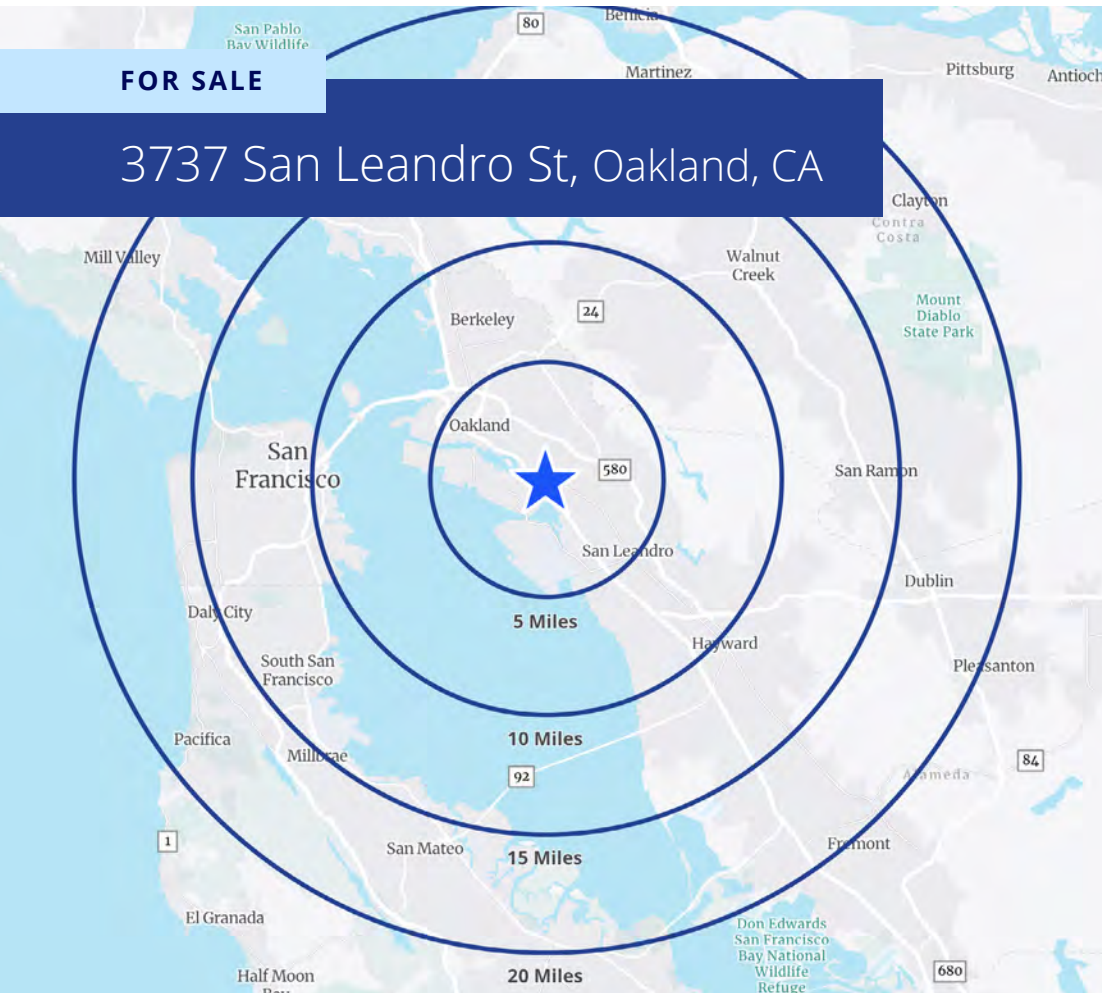 80
Benicia
San Pablo
Bay Wildlife
FOR SALE
Martinez
Pittsburg
Antioch
3737 San Leandro St, Oakland, CA
Clayton
Contra
Costa
Mill Valley
Walnut
Creek
Mount
Diablo
State Park
24
Berkeley
Oakland
San
Francisco
580
San Ramon
San Leandro
Dublin
Daly City
5 Miles
Hayward
South San
Francisco
Pleasanton
Pacifica
10 Miles
Millbrae
92
84
Alameda
1
San Mateo
15 Miles
Fremont
El Granada
Don Edwards
San Francisco
Bay National
Wildlife
Refuge
Half Moon
Bay
20 Miles
680